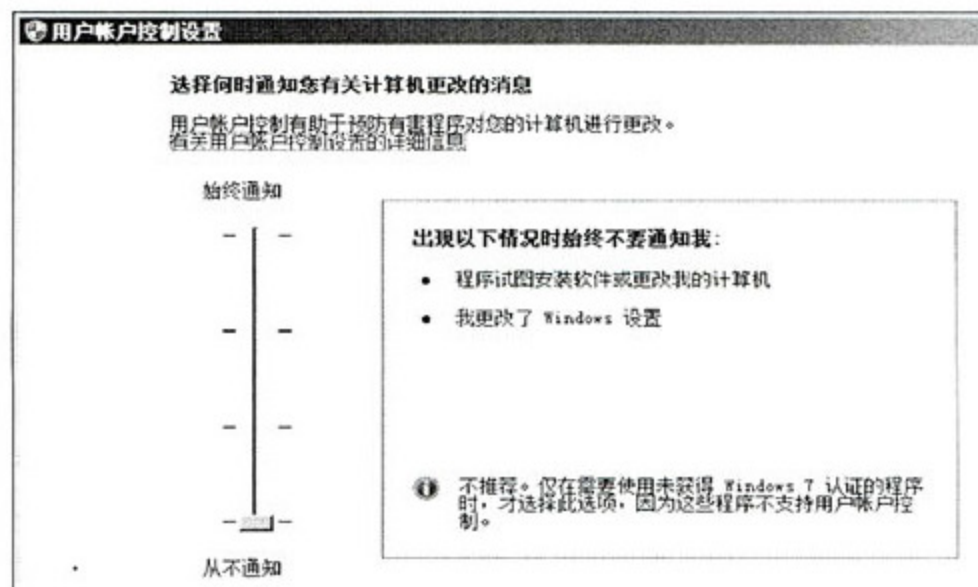 用户帐户控制设置
选择何时通知您有关计算机更改的消息
用户帐户控制有助于预防有害程序对您的计算机进行更改。
有关用户帐户控制设置的详细信息
始终通知
出现以下情况时始终不要通知我:
程序试图安装软件或更改我的计算机
我更改了 Windows 设置
不推荐。仅在需要使用未获得 Windows 7 认证的程序
时，才选择此选项，因为这些程序不支持用户帐户控
制。
从不通知